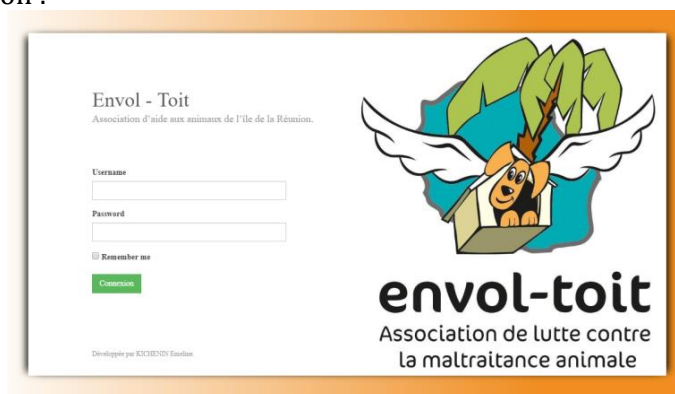 on :
Envol - Toit
Association d'aide aux animaux de l'île de la Réunion.
Username
Password
Remember me
Connexion
Développée par KICHENIN Emeline
envol-toit
Association de lutte contre
la maltraitance animale